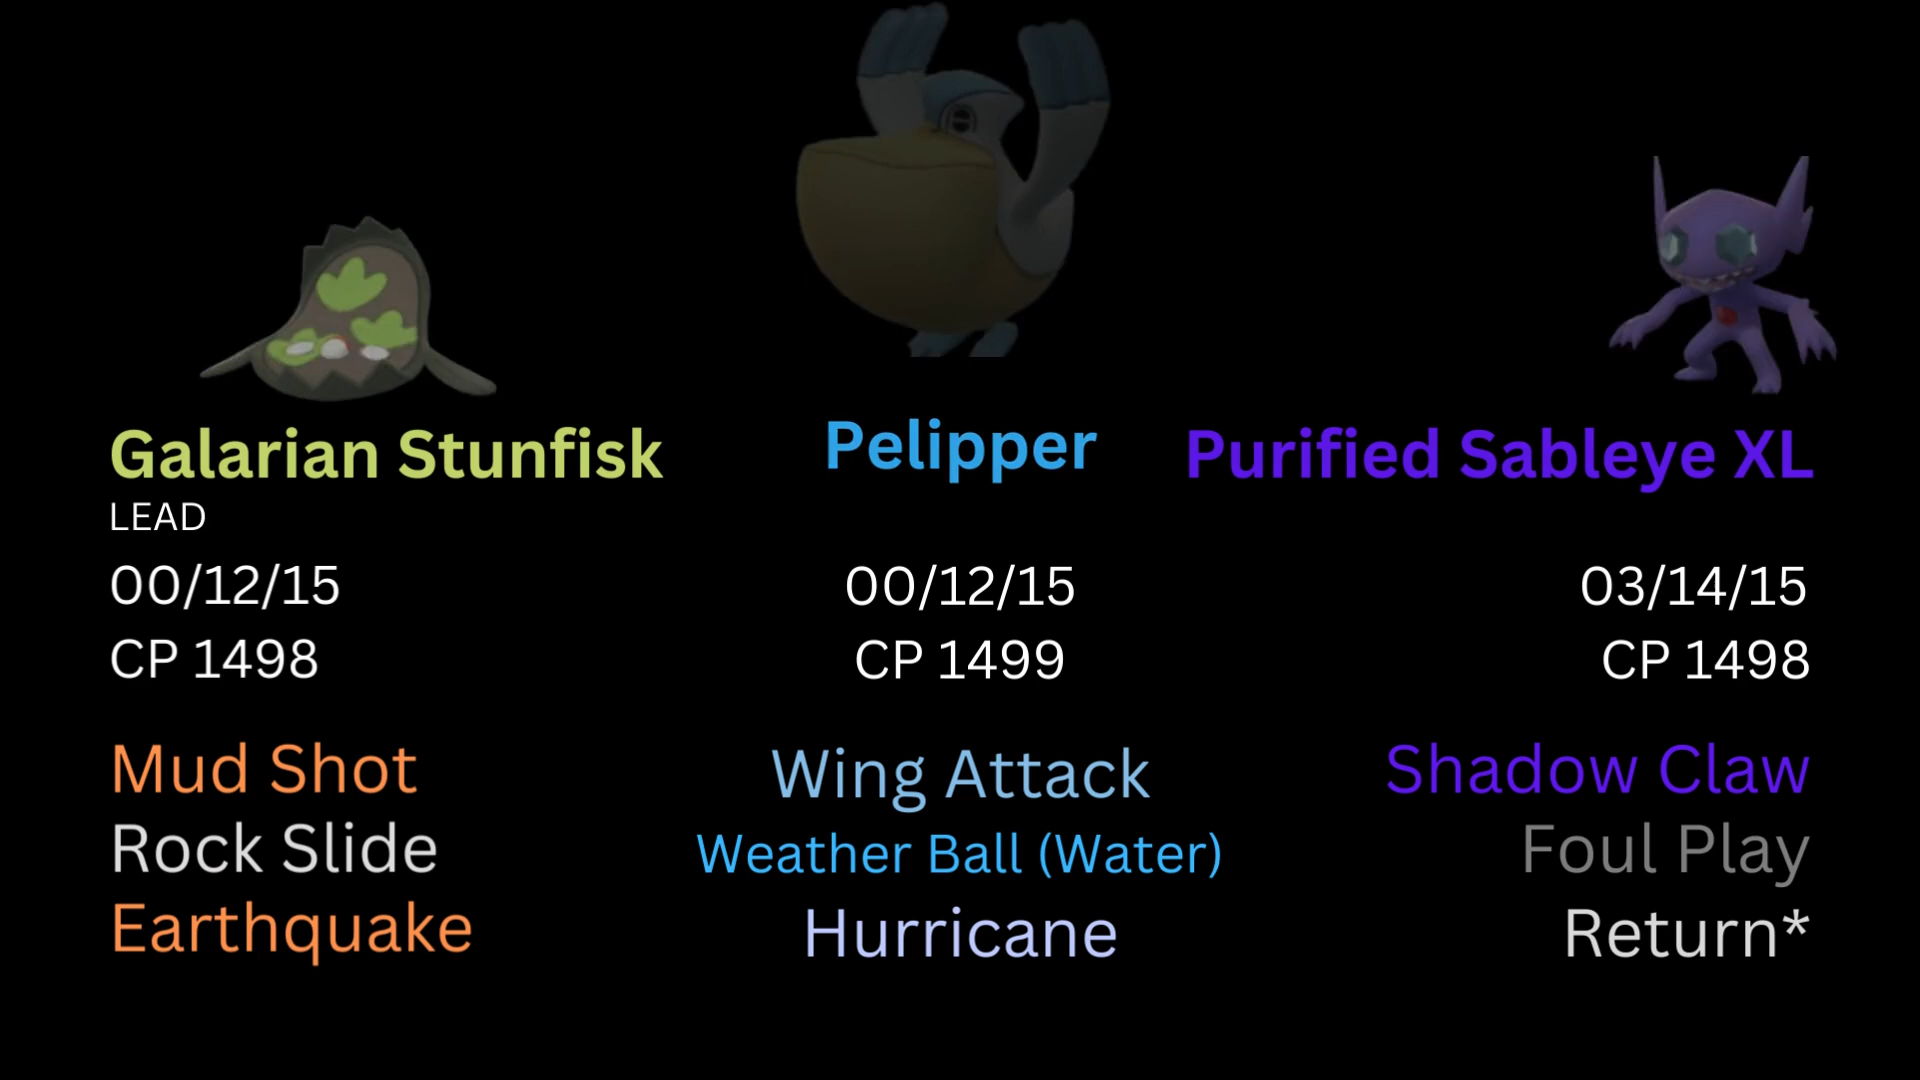 Galarian Stunfisk
LEAD
00/12/15
CP 1498
Mud Shot
Rock Slide
Earthquake
Pelipper
00/12/15
CP 1499
Wing Attack
Weather Ball (Water)
Hurricane
Purified Sableye XL
03/14/15
CP 1498
Shadow Claw
Foul Play
Return*